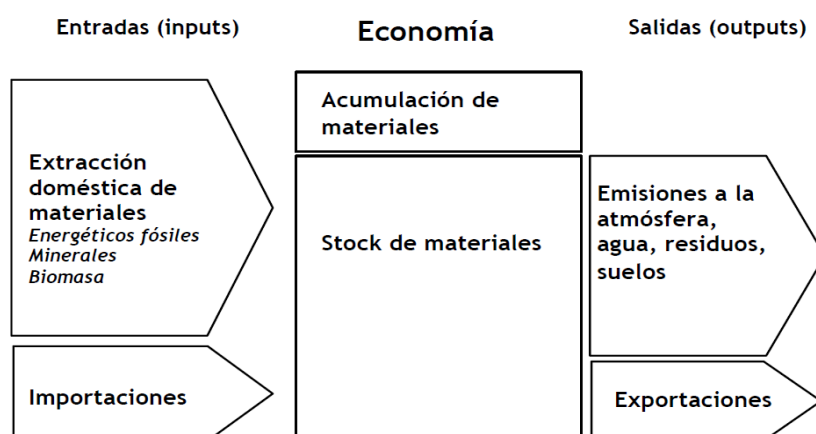 Entradas (inputs)
Economía
Salidas (outputs)
Extracción
doméstica de
materiales
Energéticos fósiles
Minerales
Biomasa
Importaciones
Acumulación de
materiales
Stock de materiales
Emisiones a la
atmósfera,
agua, residuos,
suelos
Exportaciones